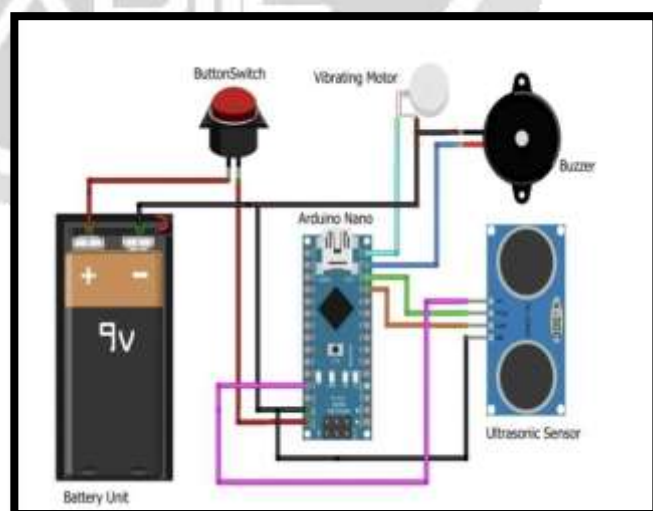 ButtonSwitch
Vibrating Motor
Buzzer
Arduino Nano
+ -
9v
Ultrasonic Sensor
Battery Unit